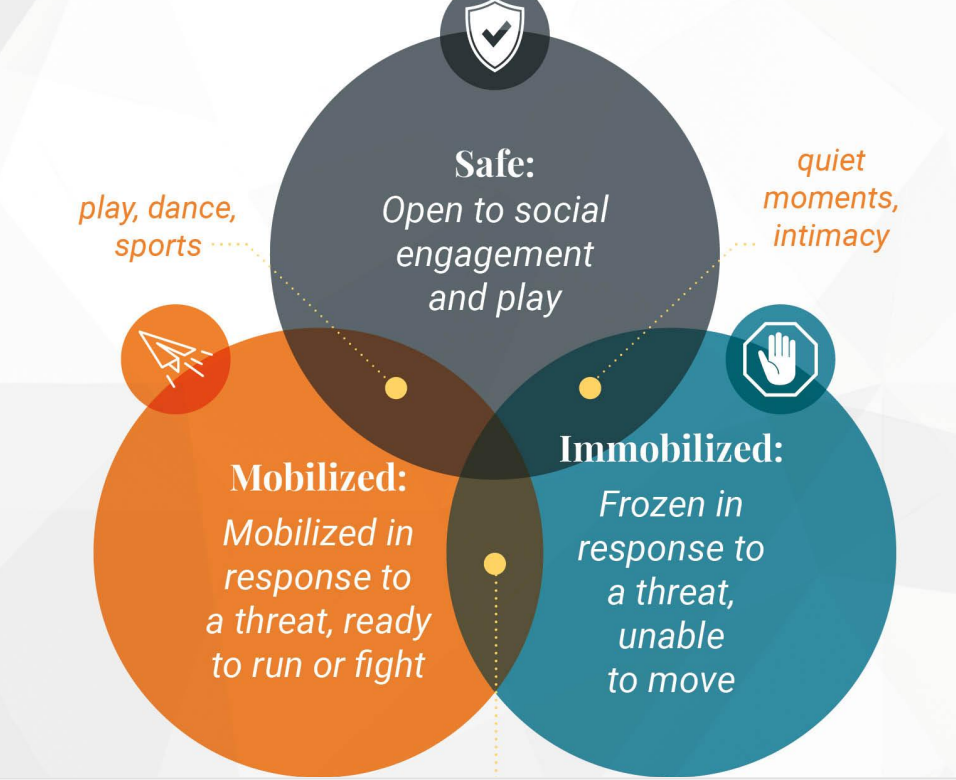 Safe:
Open to social
engagement
and play
play, dance,
sports
quiet
moments,
intimacy
Mobilized:
Mobilized in
response to
a threat, ready
to run or fight
Immobilized:
Frozen in
response to
a threat,
unable
to move